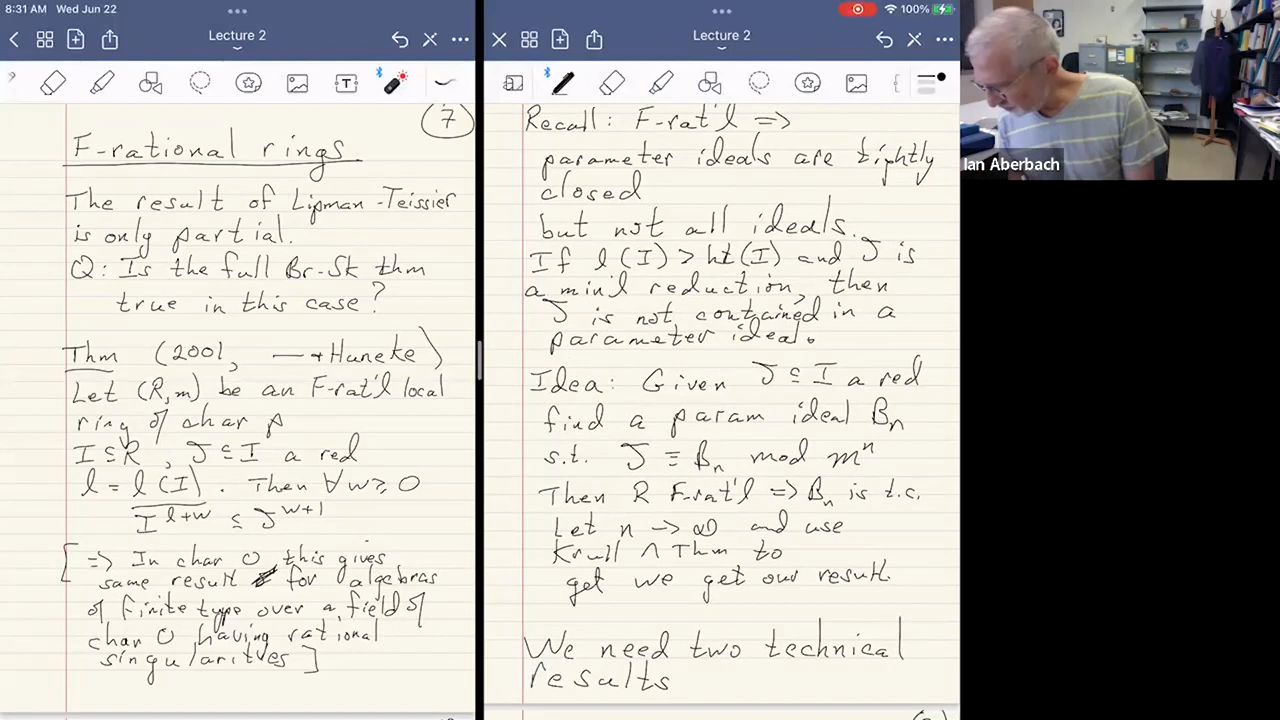 8:31 AM Wed Jun 22
100%
Lecture 2
Lecture 2
T
Ian Aberbach
7
F-rational rings
The result of Lipman-Teissier
is only partial.
Q: Is the full Br-Sk thm
true in this case?
Thm (2001, — + Huneke)
Let (R,m) be an F-rat'l local
ring of char p
I ⊆ R, J ⊆ I a red
l = l(I). Then ∀ w ≥ 0
\overline{I^{l+w}} ⊆ J^{w+1}
[ => In char 0 this gives
same result for algebras
of finite type over a field of
char 0 having rational
singularities ]
Recall: F-rat'l =>
parameter ideals are tightly
closed
but not all ideals.
If l(I) > ht(I) and J is
a min'l reduction, then
J is not contained in a
parameter ideal.
Idea: Given J ⊆ I a red
find a param ideal B_n
s.t. J ≡ B_n mod m^n
Then R F-rat'l => B_n is t.c.
Let n → ∞ and use
Krull ∩ Thm to
get we get our result.
We need two technical
results